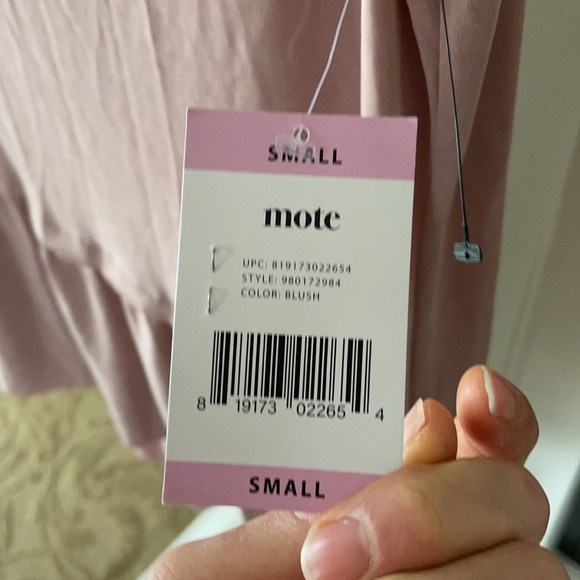 SMALL
mote
UPC: 819173022654
STYLE: 980172984
COLOR: BLUSH
8 19173 02265 4
SMALL